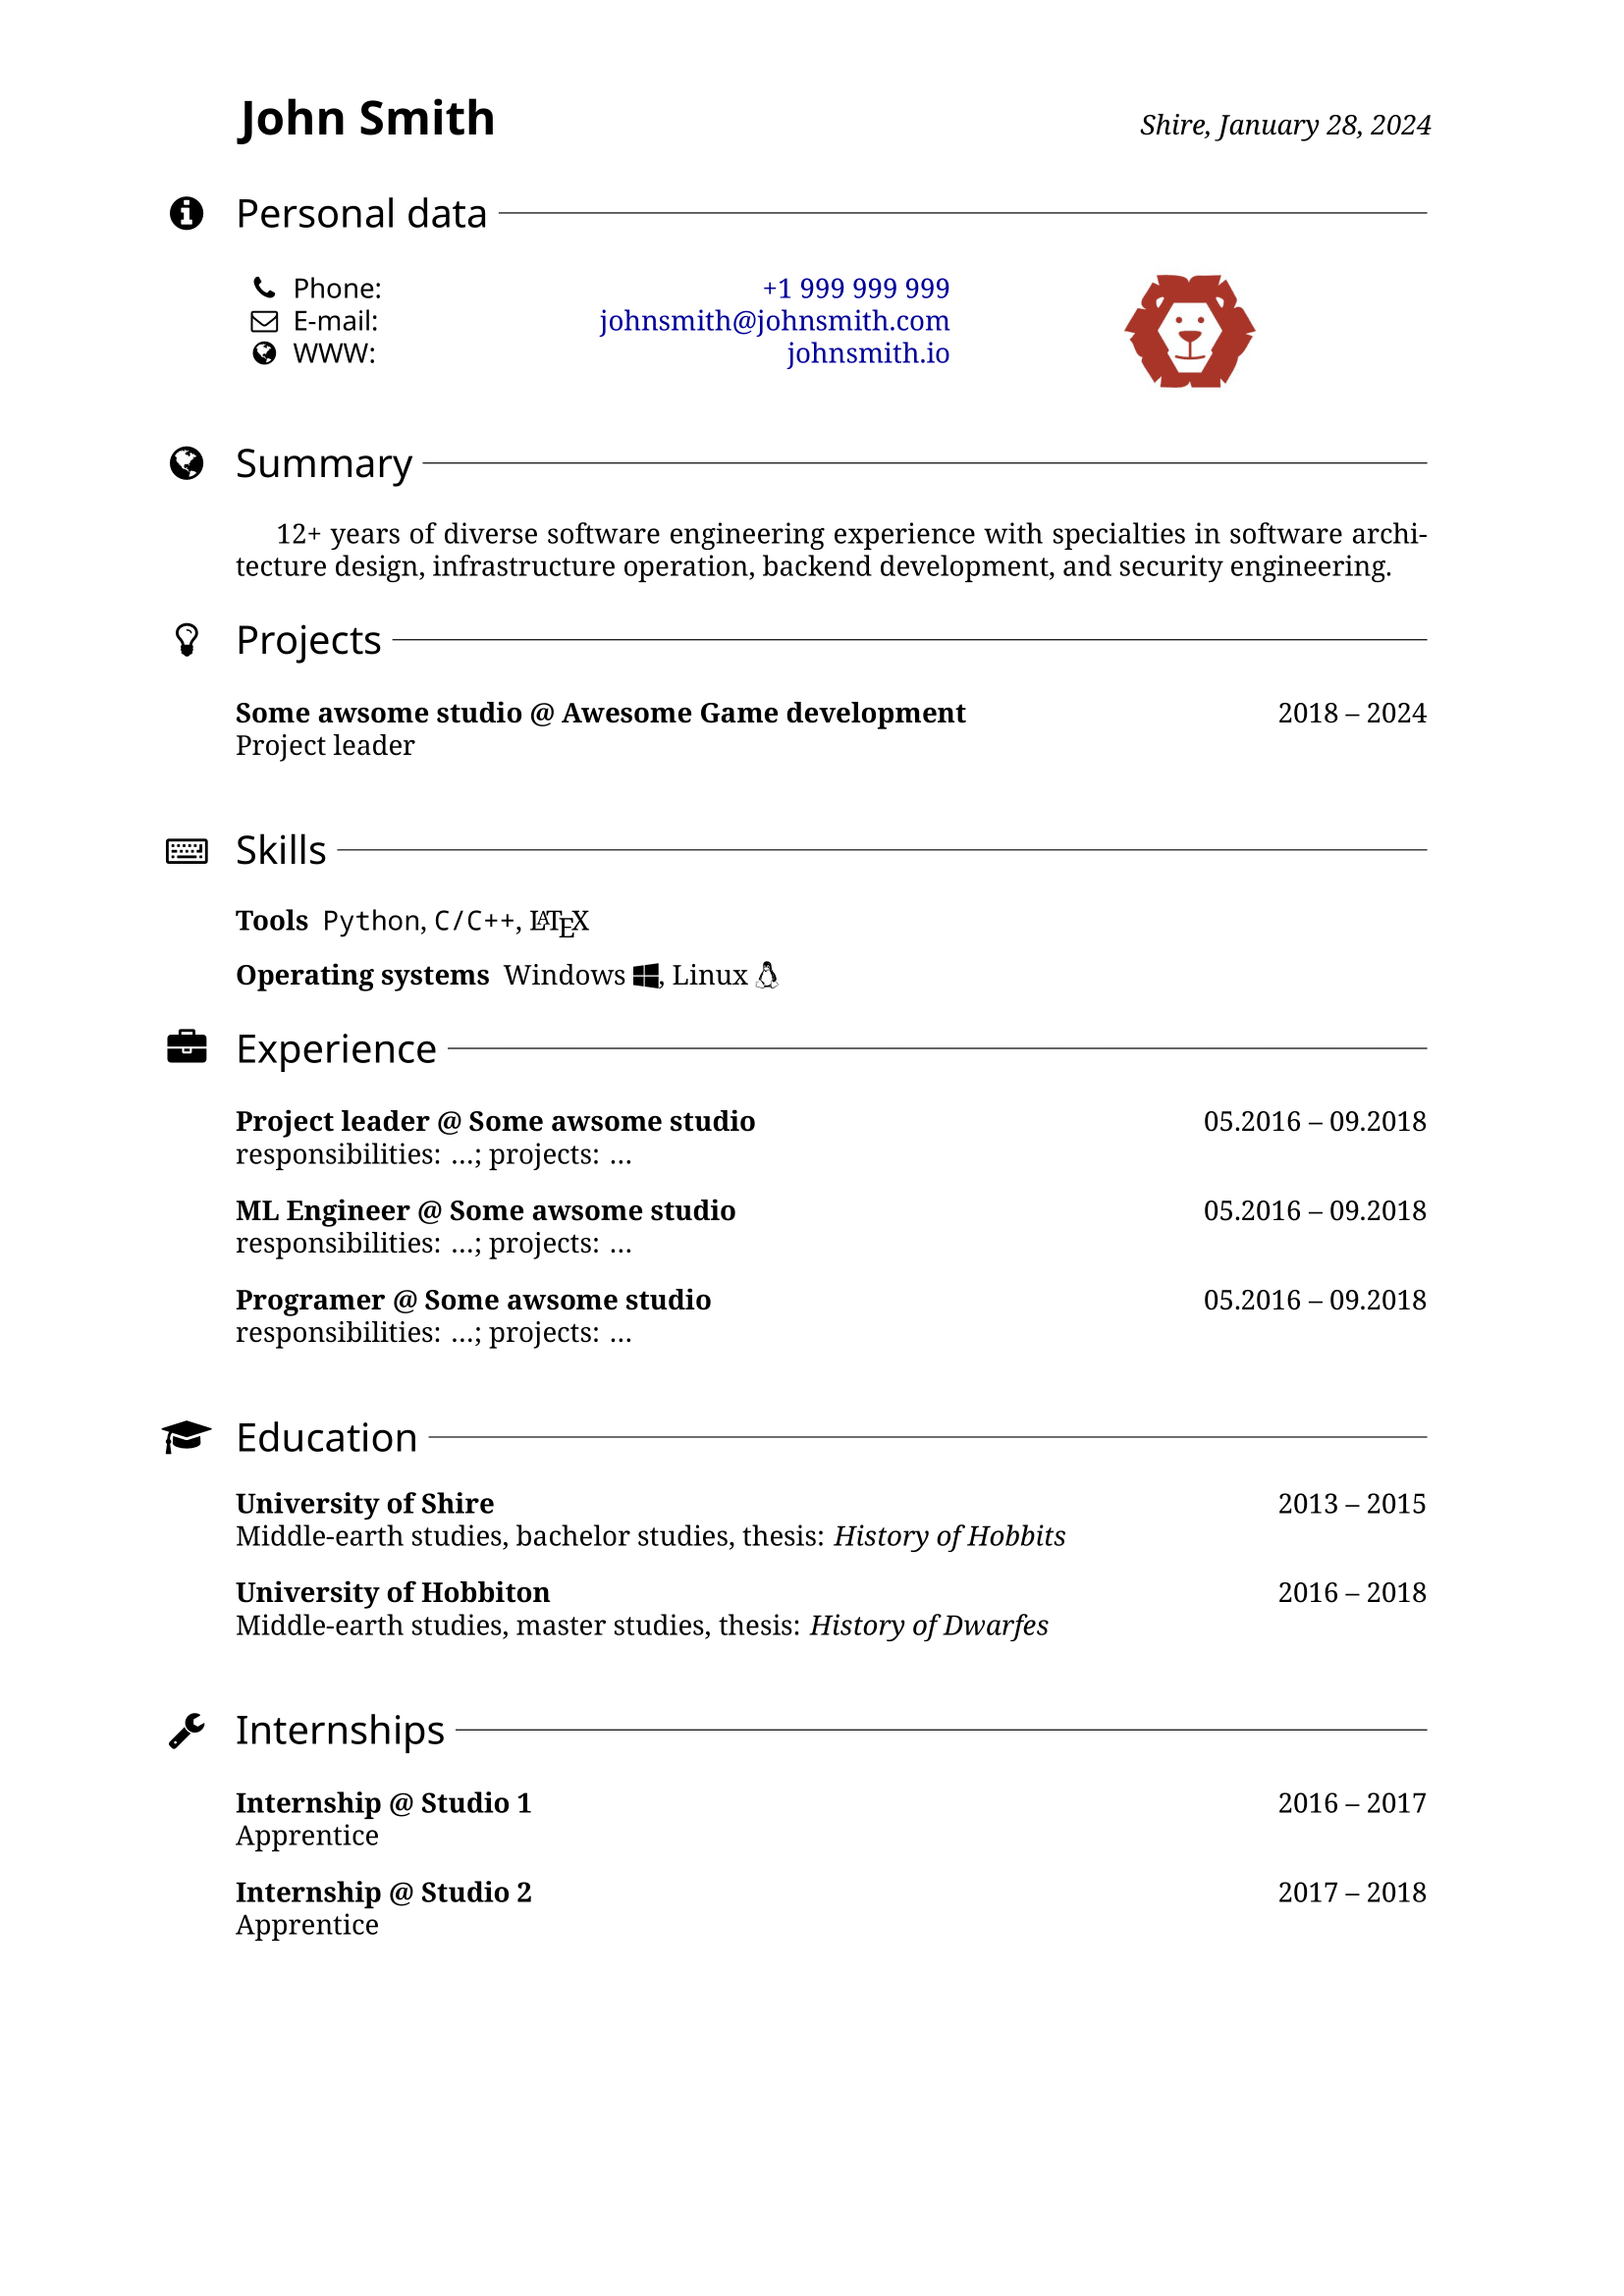 John Smith
Shire, January 28, 2024
Personal data
Phone: +1 999 999 999
E-mail: johnsmith@johnsmith.com
WWW: johnsmith.io
Summary
12+ years of diverse software engineering experience with specialties in software archi-
tecture design, infrastructure operation, backend development, and security engineering.
Projects
Some awsome studio @ Awesome Game development 2018 – 2024
Project leader
Skills
Tools Python, C/C++, LATEX
Operating systems Windows, Linux
Experience
Project leader @ Some awsome studio 05.2016 – 09.2018
responsibilities: ...; projects: ...
ML Engineer @ Some awsome studio 05.2016 – 09.2018
responsibilities: ...; projects: ...
Programer @ Some awsome studio 05.2016 – 09.2018
responsibilities: ...; projects: ...
Education
University of Shire 2013 – 2015
Middle-earth studies, bachelor studies, thesis: History of Hobbits
University of Hobbiton 2016 – 2018
Middle-earth studies, master studies, thesis: History of Dwarfes
Internships
Internship @ Studio 1 2016 – 2017
Apprentice
Internship @ Studio 2 2017 – 2018
Apprentice